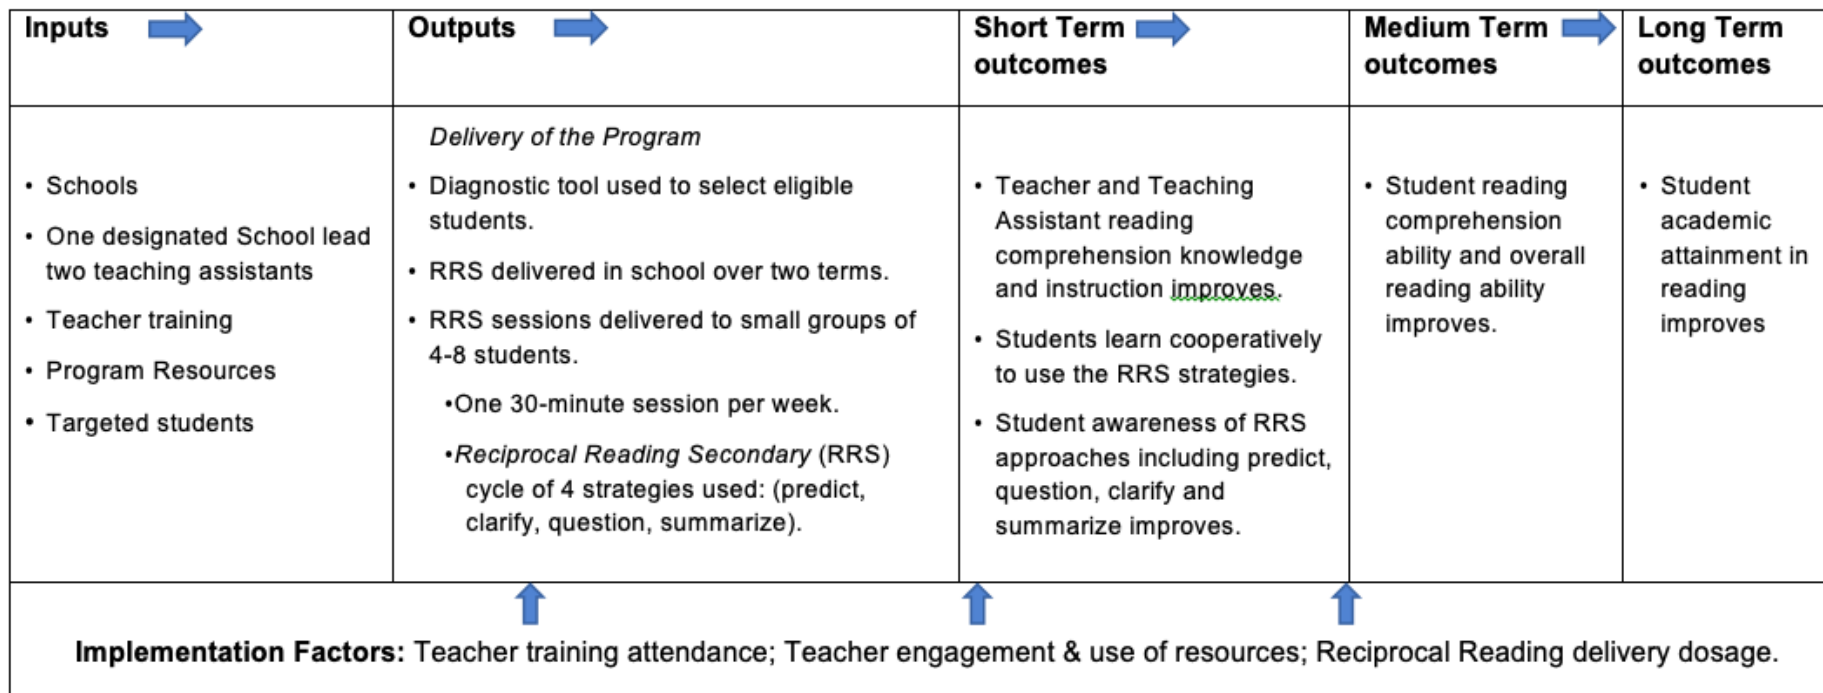 Inputs
Outputs
Short Term
outcomes
Medium Term
outcomes
Long Term
outcomes
• Schools
• One designated School lead
two teaching assistants
• Teacher training
• Program Resources
• Targeted students
Delivery of the Program
• Diagnostic tool used to select eligible
students.
• RRS delivered in school over two terms.
• RRS sessions delivered to small groups of
4-8 students.
•One 30-minute session per week.
•Reciprocal Reading Secondary (RRS)
cycle of 4 strategies used: (predict,
clarify, question, summarize).
• Teacher and Teaching
Assistant reading
comprehension knowledge
and instruction improves.
• Students learn cooperatively
to use the RRS strategies.
• Student awareness of RRS
approaches including predict,
question, clarify and
summarize improves.
• Student reading
comprehension
ability and overall
reading ability
improves.
• Student
academic
attainment in
reading
improves
Implementation Factors: Teacher training attendance; Teacher engagement & use of resources; Reciprocal Reading delivery dosage.